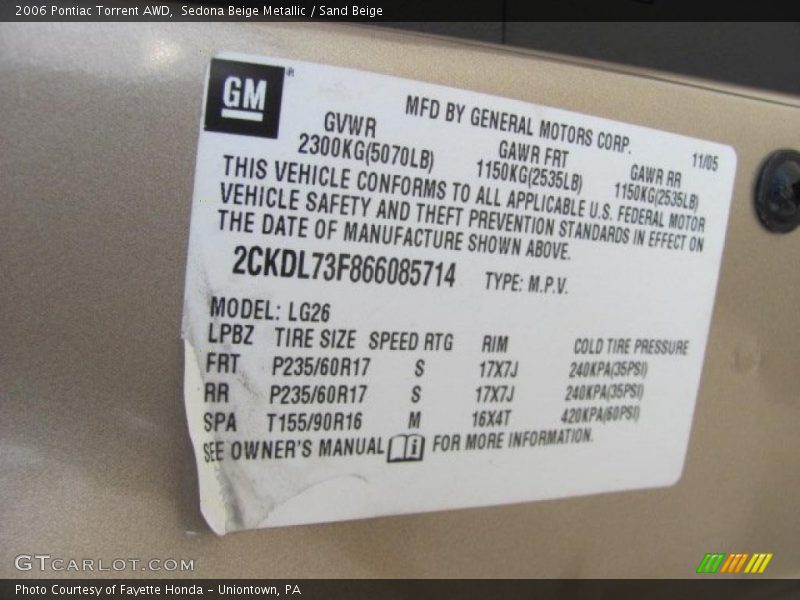 2006 Pontiac Torrent AWD,  Sedona Beige Metallic / Sand Beige
GM®
MFD BY GENERAL MOTORS CORP.
11/05
GVWR GAWR FRT GAWR RR
2300KG(5070LB) 1150KG(2535LB) 1150KG(2535LB)
THIS VEHICLE CONFORMS TO ALL APPLICABLE U.S. FEDERAL MOTOR
VEHICLE SAFETY AND THEFT PREVENTION STANDARDS IN EFFECT ON
THE DATE OF MANUFACTURE SHOWN ABOVE.
2CKDL73F866085714 TYPE: M.P.V.
MODEL: LG26
LPBZ TIRE SIZE SPEED RTG RIM COLD TIRE PRESSURE
FRT P235/60R17 S 17X7J 240KPA(35PSI)
RR P235/60R17 S 17X7J 240KPA(35PSI)
SPA T155/90R16 M 16X4T 420KPA(60PSI)
SEE OWNER'S MANUAL i FOR MORE INFORMATION.
GTCARLOT.COM
Photo Courtesy of Fayette Honda - Uniontown, PA